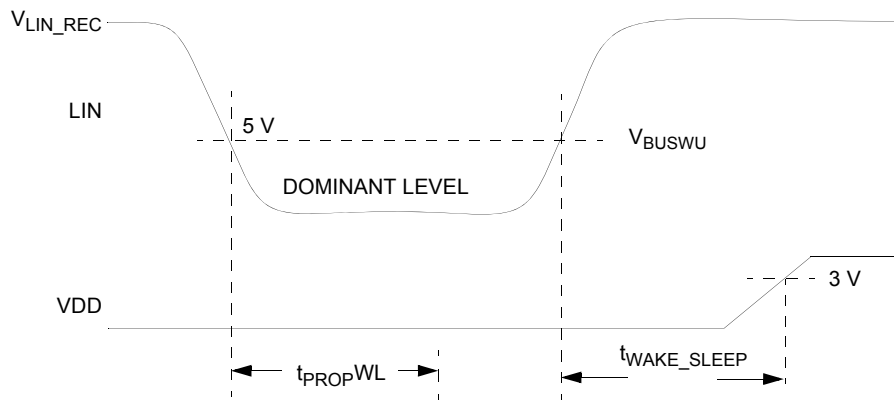 V_LIN_REC
LIN
5 V
V_BUSWU
DOMINANT LEVEL
3 V
VDD
t_PROPWL
t_WAKE_SLEEP